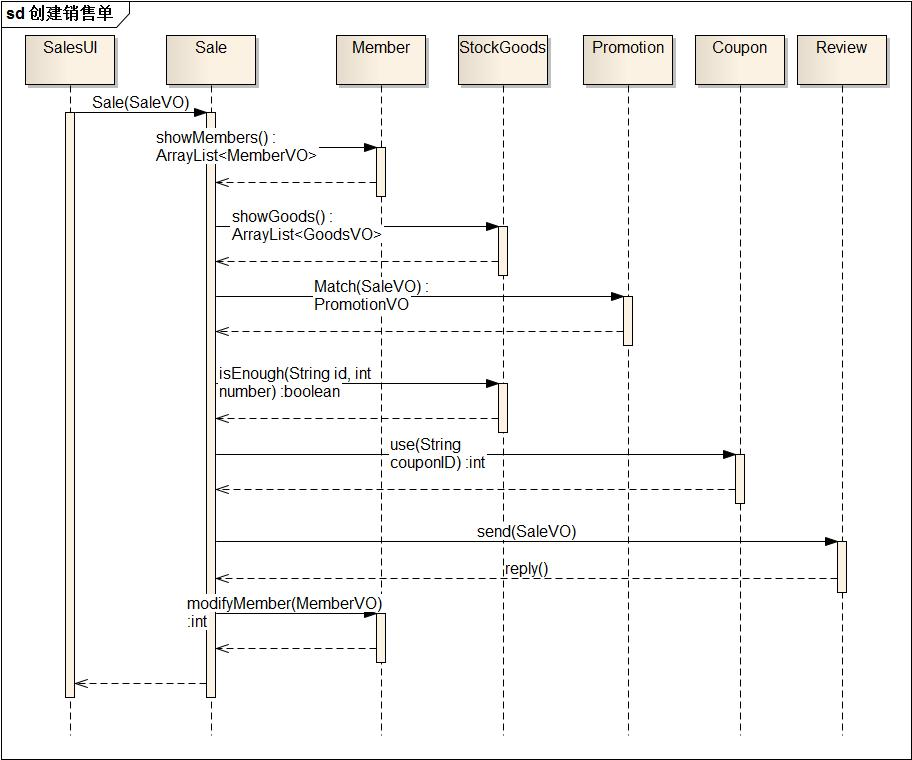 sd 创建销售单
SalesUI
Sale
Member
StockGoods
Promotion
Coupon
Review
Sale(SaleVO)
showMembers() :
ArrayList<MemberVO>
showGoods() :
ArrayList<GoodsVO>
Match(SaleVO) :
PromotionVO
isEnough(String id, int
number) :boolean
use(String
couponID) :int
send(SaleVO)
reply()
modifyMember(MemberVO)
:int